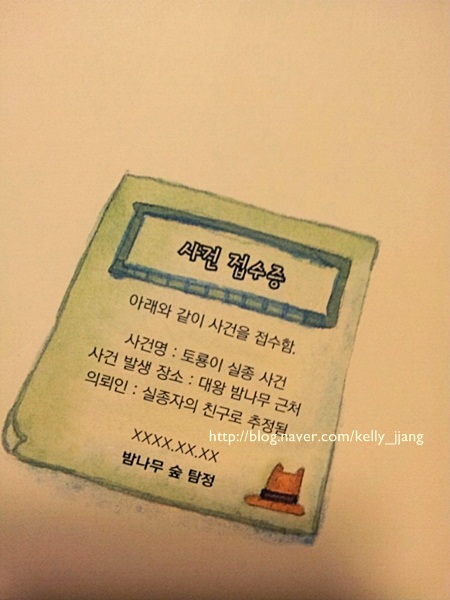 사건 접수증
아래와 같이 사건을 접수함.
사건명 : 토룡이 실종 사건
사건 발생 장소 : 대왕 밤나무 근처
의뢰인 : 실종자의 친구로 추정됨
XXXX.XX.XX
http://blog.naver.com/kelly_jjang
밤나무 숲 탐정